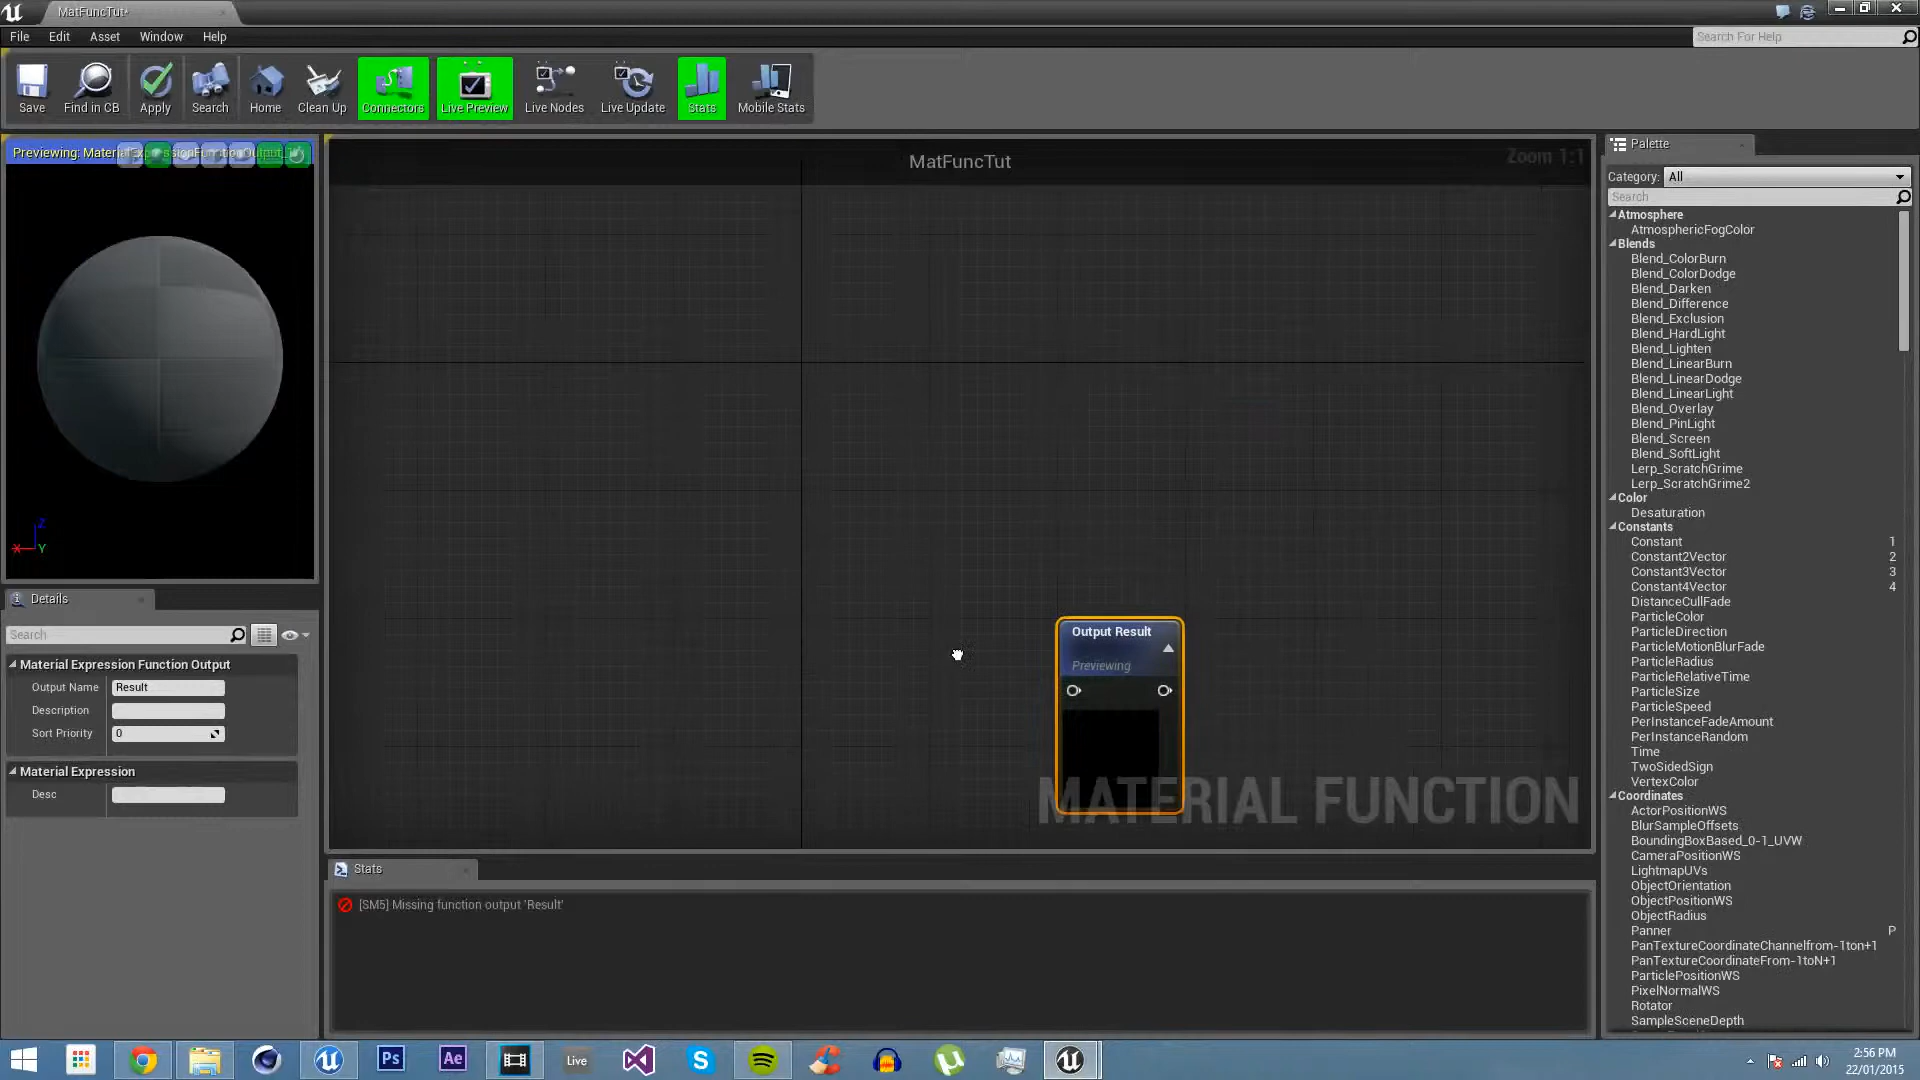 MatFuncTut*
File Edit Asset Window Help
Search For Help
Save Find in CB Apply Search Home Clean Up Connectors Live Preview Live Nodes Live Update Stats Mobile Stats
MatFuncTut
Zoom 1:1
Output Result
Previewing
MATERIAL FUNCTION
Z
X Y
Details
Search
Material Expression Function Output
Output Name Result
Description
Sort Priority 0
Material Expression
Desc
Stats
[SM5] Missing function output 'Result'
Palette
Category: All
Search
Atmosphere
AtmosphericFogColor
Blends
Blend_ColorBurn
Blend_ColorDodge
Blend_Darken
Blend_Difference
Blend_Exclusion
Blend_HardLight
Blend_Lighten
Blend_LinearBurn
Blend_LinearDodge
Blend_LinearLight
Blend_Overlay
Blend_PinLight
Blend_Screen
Blend_SoftLight
Lerp_ScratchGrime
Lerp_ScratchGrime2
Color
Desaturation
Constants
Constant 1
Constant2Vector 2
Constant3Vector 3
Constant4Vector 4
DistanceCullFade
ParticleColor
ParticleDirection
ParticleMotionBlurFade
ParticleRadius
ParticleRelativeTime
ParticleSize
ParticleSpeed
PerInstanceFadeAmount
PerInstanceRandom
Time
TwoSidedSign
VertexColor
Coordinates
ActorPositionWS
BlurSampleOffsets
BoundingBoxBased_0-1_UVW
CameraPositionWS
LightmapUVs
ObjectOrientation
ObjectPositionWS
ObjectRadius
Panner P
PanTextureCoordinateChannelfrom-1ton+1
PanTextureCoordinateFrom-1toN+1
ParticlePositionWS
PixelNormalWS
Rotator
SampleSceneDepth
Ps Ae Live
2:56 PM
22/01/2015